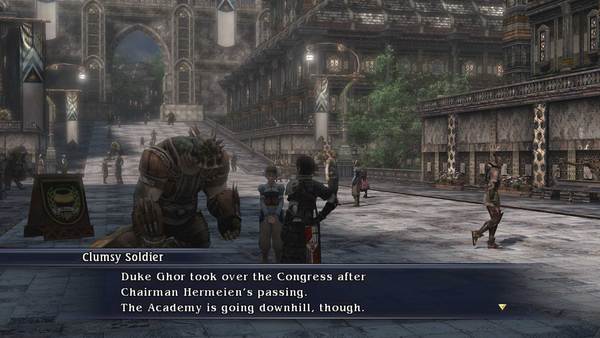 Clumsy Soldier
Duke Ghor took over the Congress after
Chairman Hermeien's passing.
The Academy is going downhill, though.